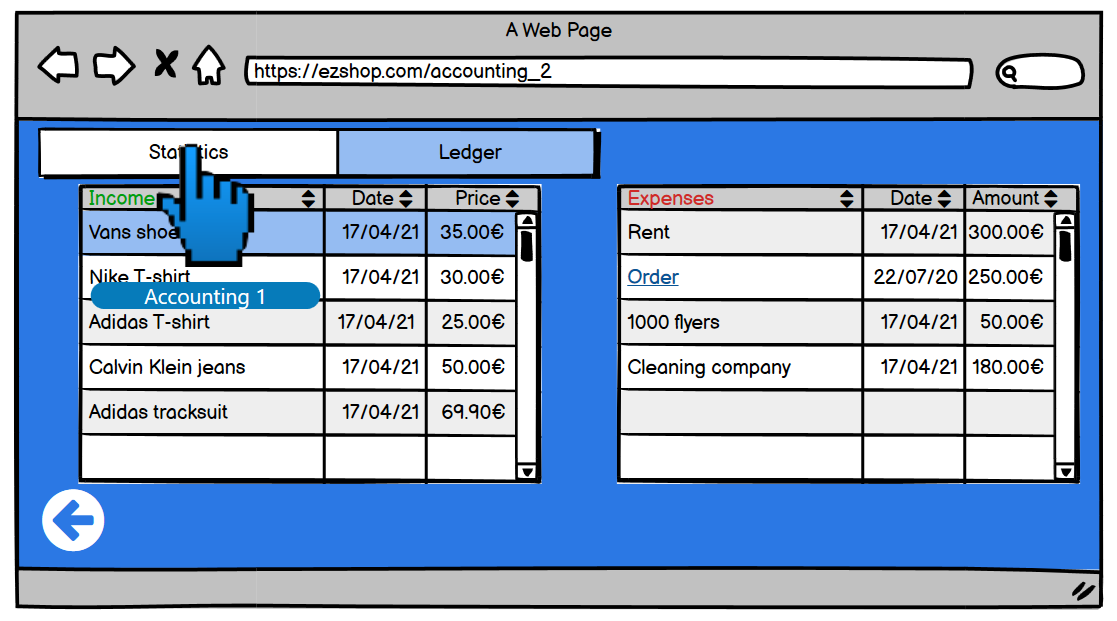 A Web Page
https://ezshop.com/accounting_2
Statistics Ledger
Income Date Price
Vans shoe 17/04/21 35.00€
Nike T-shirt 17/04/21 30.00€
Accounting 1
Adidas T-shirt 17/04/21 25.00€
Calvin Klein jeans 17/04/21 50.00€
Adidas tracksuit 17/04/21 69.90€
Expenses Date Amount
Rent 17/04/21 300.00€
Order 22/07/20 250.00€
1000 flyers 17/04/21 50.00€
Cleaning company 17/04/21 180.00€